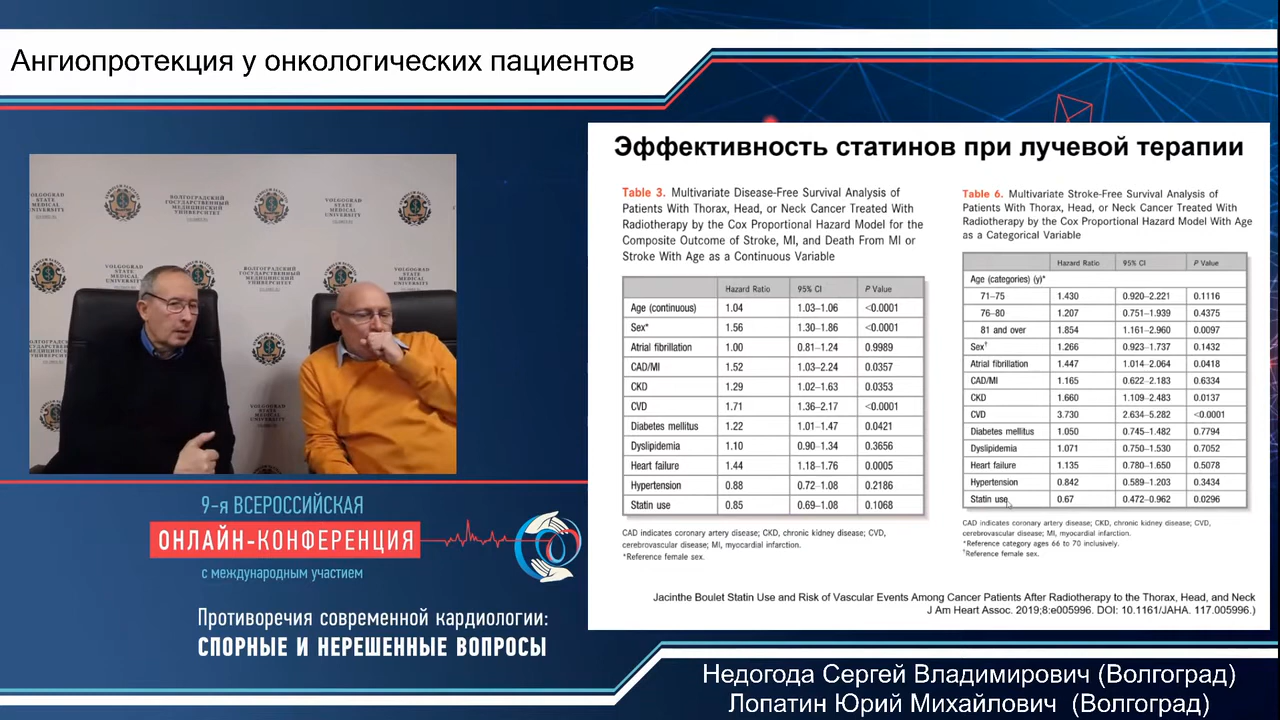 Ангиопротекция у онкологических пациентов
VOLGOGRAD
STATE
MEDICAL
UNIVERSITY
ВОЛГОГРАДСКИЙ
ГОСУДАРСТВЕННЫЙ
МЕДИЦИНСКИЙ
УНИВЕРСИТЕТ
VOLGOGRAD
STATE
MEDICAL
UNIVERSITY
VOLGOGRAD
STATE
MEDICAL
UNIVERSITY
ВОЛГОГРАДСКИЙ
ГОСУДАРСТВЕННЫЙ
МЕДИЦИНСКИЙ
УНИВЕРСИТЕТ
VOLGOGRAD
STATE
MEDICAL
UNIVERSITY
9-я ВСЕРОССИЙСКАЯ
ОНЛАЙН-КОНФЕРЕНЦИЯ
с международным участием
Противоречия современной кардиологии:
СПОРНЫЕ И НЕРЕШЕННЫЕ ВОПРОСЫ
Эффективность статинов при лучевой терапии
Table 3. Multivariate Disease-Free Survival Analysis of
Patients With Thorax, Head, or Neck Cancer Treated With
Radiotherapy by the Cox Proportional Hazard Model for the
Composite Outcome of Stroke, MI, and Death From MI or
Stroke With Age as a Continuous Variable
Hazard Ratio 95% CI P Value
Age (continuous) 1.04 1.03–1.06 <0.0001
Sex* 1.56 1.30–1.86 <0.0001
Atrial fibrillation 1.00 0.81–1.24 0.9989
CAD/MI 1.52 1.03–2.24 0.0357
CKD 1.29 1.02–1.63 0.0353
CVD 1.71 1.36–2.17 <0.0001
Diabetes mellitus 1.22 1.01–1.47 0.0421
Dyslipidemia 1.10 0.90–1.34 0.3656
Heart failure 1.44 1.18–1.76 0.0005
Hypertension 0.88 0.72–1.08 0.2186
Statin use 0.85 0.69–1.08 0.1068
CAD indicates coronary artery disease; CKD, chronic kidney disease; CVD,
cerebrovascular disease; MI, myocardial infarction.
*Reference female sex.
Table 6. Multivariate Stroke-Free Survival Analysis of
Patients With Thorax, Head, or Neck Cancer Treated With
Radiotherapy by the Cox Proportional Hazard Model With Age
as a Categorical Variable
Hazard Ratio 95% CI P Value
Age (categories) (y)*
71–75 1.430 0.920–2.221 0.1116
76–80 1.207 0.751–1.939 0.4375
81 and over 1.854 1.161–2.960 0.0097
Sex† 1.266 0.923–1.737 0.1432
Atrial fibrillation 1.447 1.014–2.064 0.0418
CAD/MI 1.165 0.622–2.183 0.6334
CKD 1.660 1.109–2.483 0.0137
CVD 3.730 2.634–5.282 <0.0001
Diabetes mellitus 1.050 0.745–1.482 0.7794
Dyslipidemia 1.071 0.750–1.530 0.7052
Heart failure 1.135 0.780–1.650 0.5078
Hypertension 0.842 0.589–1.203 0.3434
Statin use 0.67 0.472–0.962 0.0296
CAD indicates coronary artery disease; CKD, chronic kidney disease; CVD,
cerebrovascular disease; MI, myocardial infarction.
*Reference category ages 66 to 70 inclusively.
†Reference female sex.
Jacinthe Boulet Statin Use and Risk of Vascular Events Among Cancer Patients After Radiotherapy to the Thorax, Head, and Neck
J Am Heart Assoc. 2019;8:e005996. DOI: 10.1161/JAHA. 117.005996.)
Недогода Сергей Владимирович (Волгоград)
Лопатин Юрий Михайлович (Волгоград)